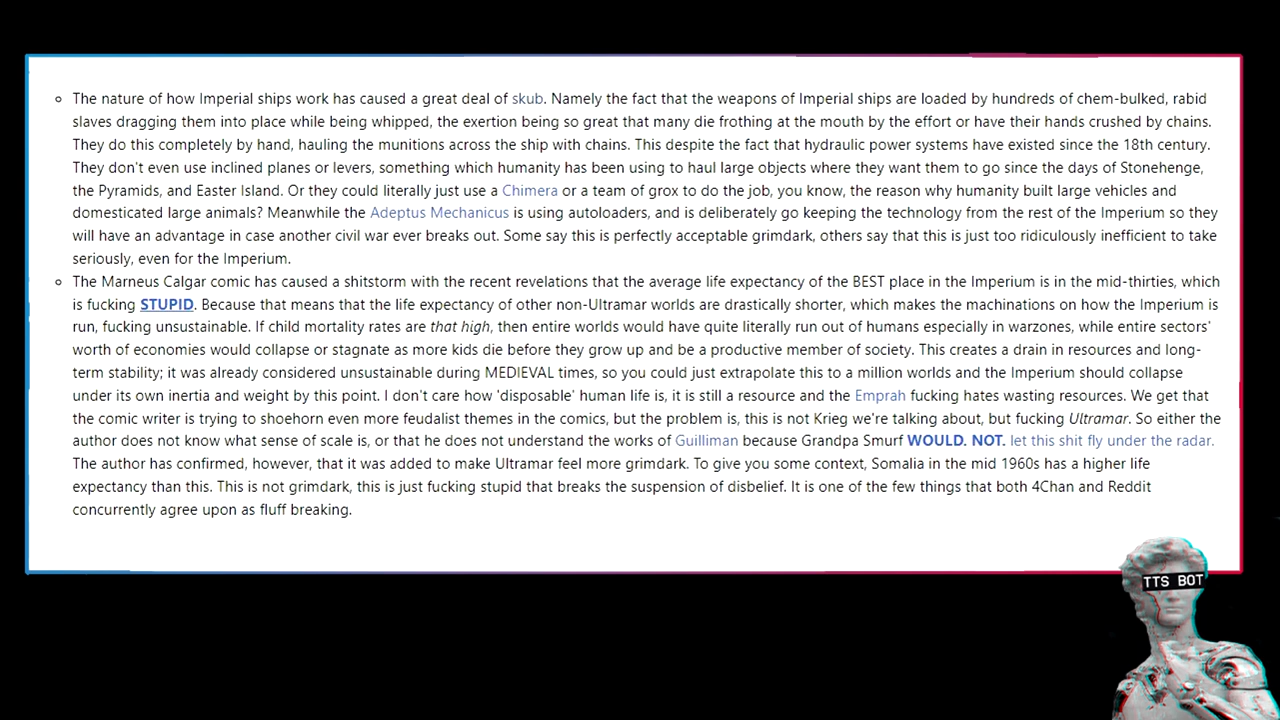 The nature of how Imperial ships work has caused a great deal of skub. Namely the fact that the weapons of Imperial ships are loaded by hundreds of chem-bulked, rabid
slaves dragging them into place while being whipped, the exertion being so great that many die frothing at the mouth by the effort or have their hands crushed by chains.
They do this completely by hand, hauling the munitions across the ship with chains. This despite the fact that hydraulic power systems have existed since the 18th century.
They don't even use inclined planes or levers, something which humanity has been using to haul large objects where they want them to go since the days of Stonehenge,
the Pyramids, and Easter Island. Or they could literally just use a Chimera or a team of grox to do the job, you know, the reason why humanity built large vehicles and
domesticated large animals? Meanwhile the Adeptus Mechanicus is using autoloaders, and is deliberately go keeping the technology from the rest of the Imperium so they
will have an advantage in case another civil war ever breaks out. Some say this is perfectly acceptable grimdark, others say that this is just too ridiculously inefficient to take
seriously, even for the Imperium.
The Marneus Calgar comic has caused a shitstorm with the recent revelations that the average life expectancy of the BEST place in the Imperium is in the mid-thirties, which
is fucking STUPID. Because that means that the life expectancy of other non-Ultramar worlds are drastically shorter, which makes the machinations on how the Imperium is
run, fucking unsustainable. If child mortality rates are that high, then entire worlds would have quite literally run out of humans especially in warzones, while entire sectors'
worth of economies would collapse or stagnate as more kids die before they grow up and be a productive member of society. This creates a drain in resources and long-
term stability; it was already considered unsustainable during MEDIEVAL times, so you could just extrapolate this to a million worlds and the Imperium should collapse
under its own inertia and weight by this point. I don't care how 'disposable' human life is, it is still a resource and the Emprah fucking hates wasting resources. We get that
the comic writer is trying to shoehorn even more feudalist themes in the comics, but the problem is, this is not Krieg we're talking about, but fucking Ultramar. So either the
author does not know what sense of scale is, or that he does not understand the works of Guilliman because Grandpa Smurf WOULD. NOT. let this shit fly under the radar.
The author has confirmed, however, that it was added to make Ultramar feel more grimdark. To give you some context, Somalia in the mid 1960s has a higher life
expectancy than this. This is not grimdark, this is just fucking stupid that breaks the suspension of disbelief. It is one of the few things that both 4Chan and Reddit
concurrently agree upon as fluff breaking.
TTS BOT